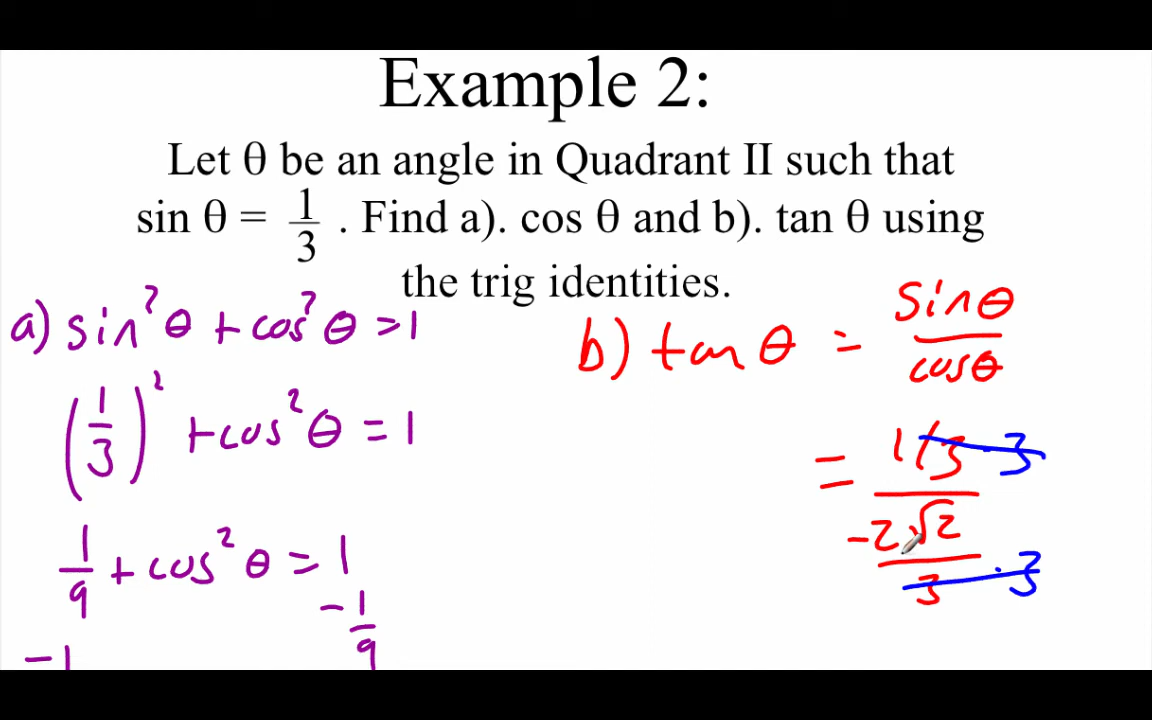 Example 2:
Let θ be an angle in Quadrant II such that
sin θ = 1/3 . Find a). cos θ and b). tan θ using
the trig identities.
a) sin²θ + cos²θ = 1
(1/3)² + cos²θ = 1
1/9 + cos²θ = 1
-1/9
-1
b) tan θ = sinθ/cosθ
= 1/3 · 3
-2√2
3 · 3